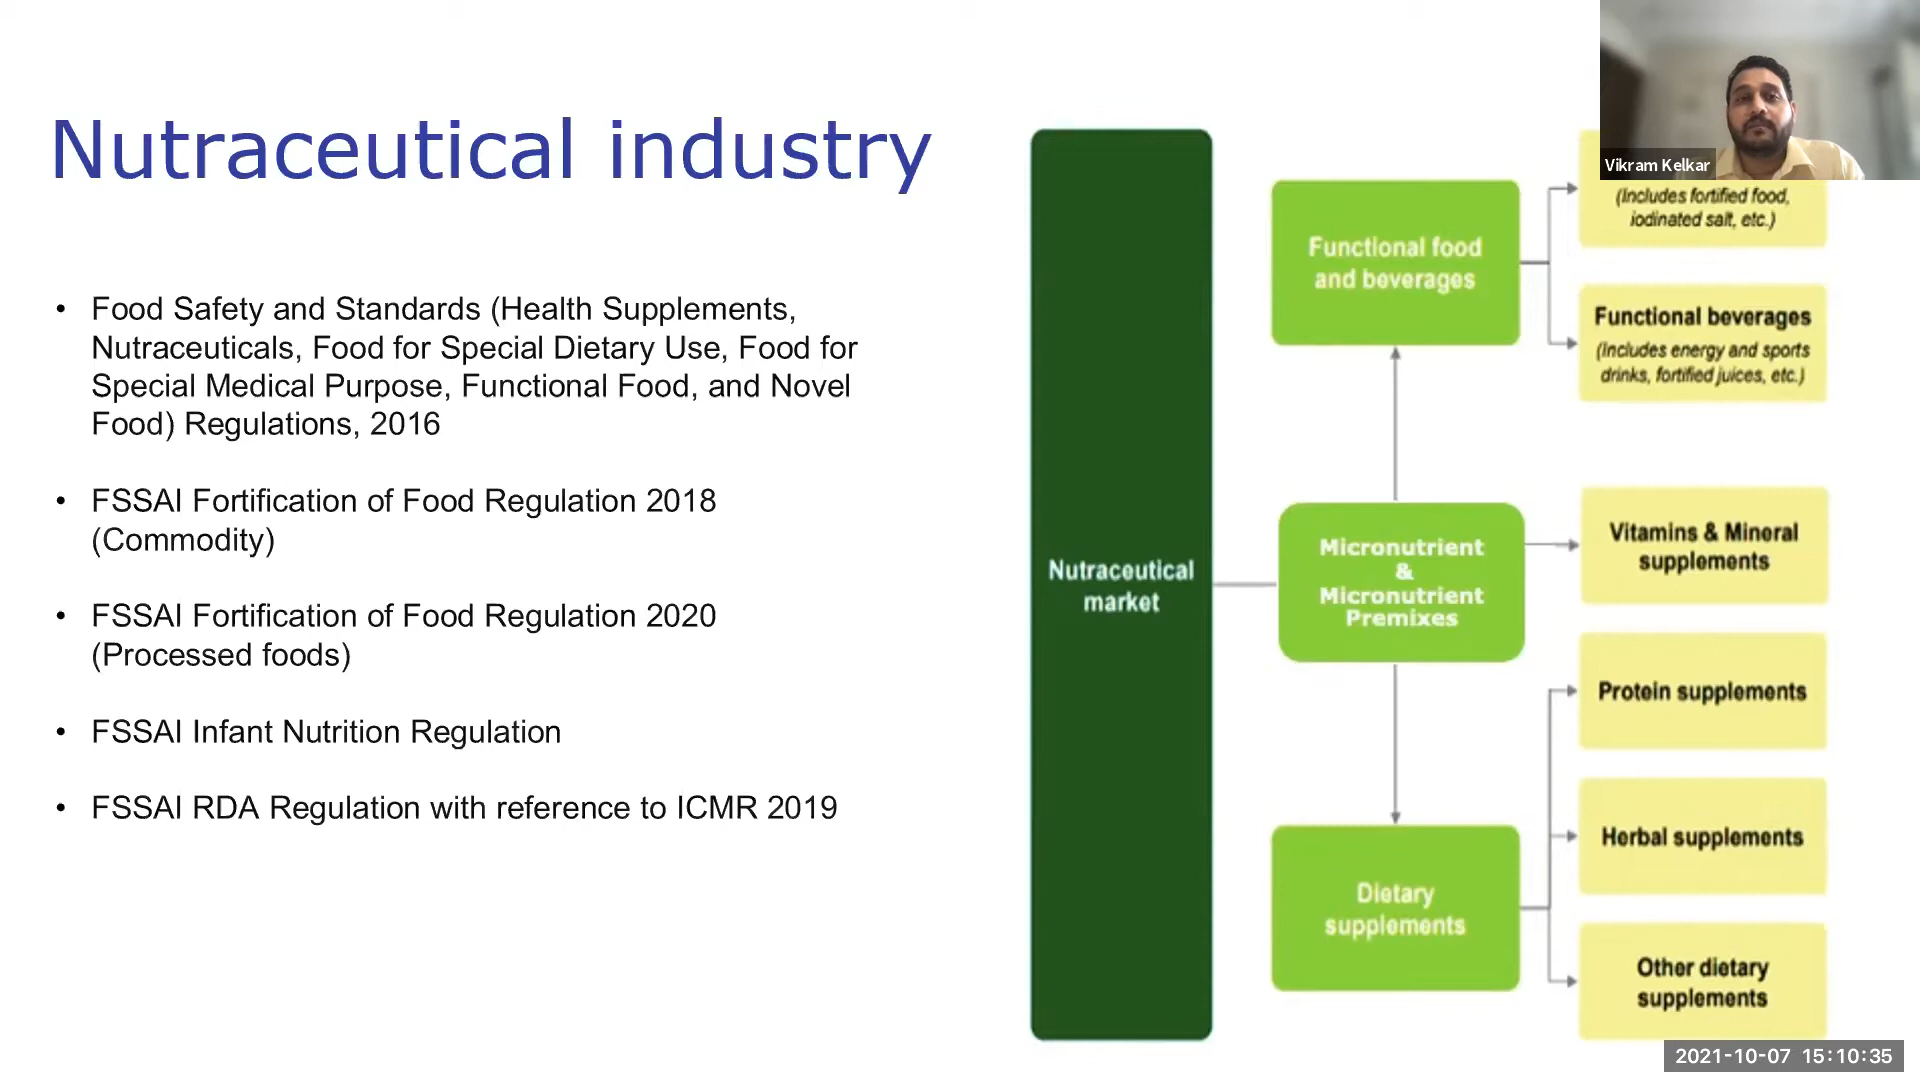 Nutraceutical industry
• Food Safety and Standards (Health Supplements,
Nutraceuticals, Food for Special Dietary Use, Food for
Special Medical Purpose, Functional Food, and Novel
Food) Regulations, 2016
• FSSAI Fortification of Food Regulation 2018
(Commodity)
• FSSAI Fortification of Food Regulation 2020
(Processed foods)
• FSSAI Infant Nutrition Regulation
• FSSAI RDA Regulation with reference to ICMR 2019
Nutraceutical
market
Functional food
and beverages
Micronutrient
&
Micronutrient
Premixes
Dietary
supplements
Vikram Kelkar
(Includes fortified food,
iodinated salt, etc.)
Functional beverages
(Includes energy and sports
drinks, fortified juices, etc.)
Vitamins & Mineral
supplements
Protein supplements
Herbal supplements
Other dietary
supplements
2021-10-07 15:10:35